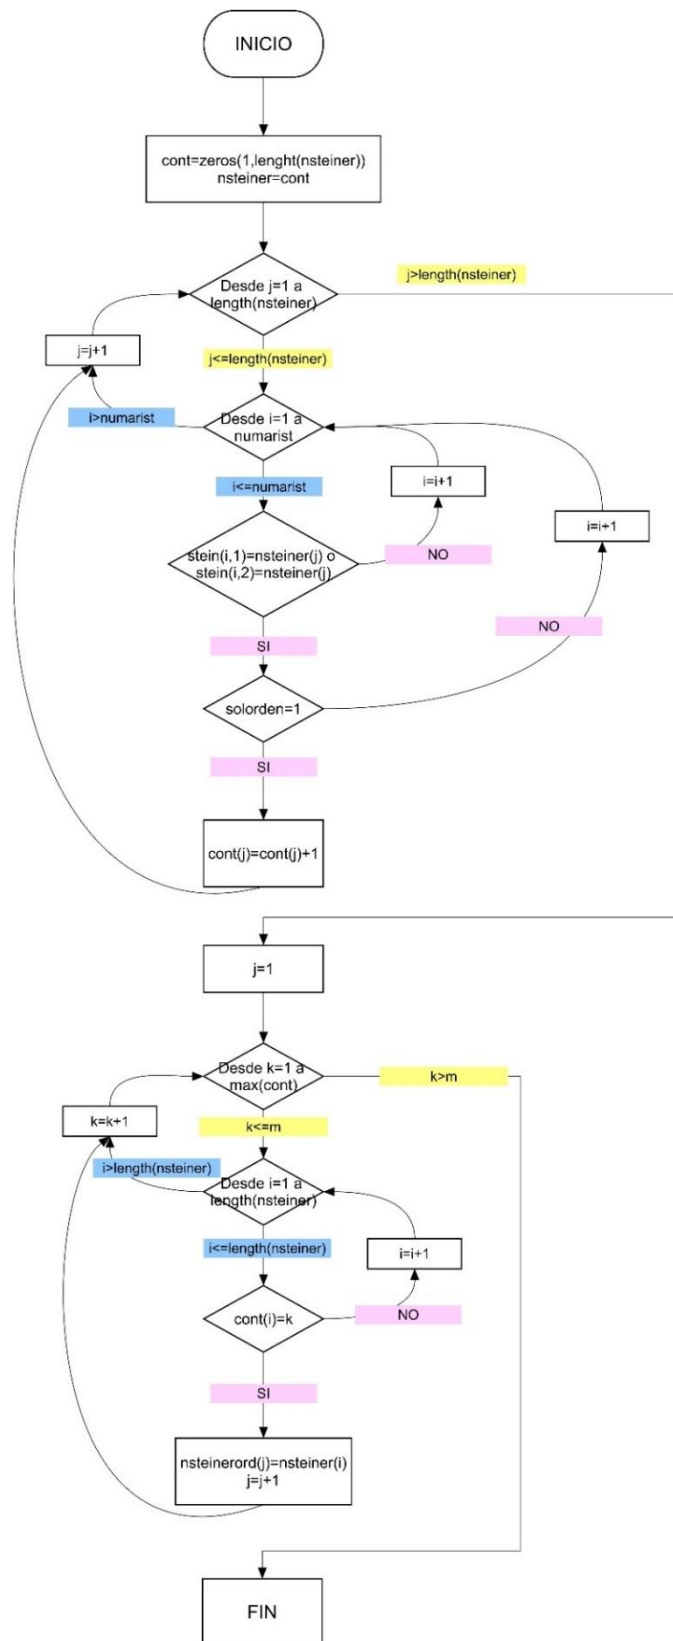 INICIO
cont=zeros(1,lenght(nsteiner))
nsteiner=cont
Desde j=1 a
length(nsteiner)
j>length(nsteiner)
j=j+1
j<=length(nsteiner)
i>numarist
Desde i=1 a
numarist
i<=numarist
i=i+1
i=i+1
stein(i,1)=nsteiner(j) o
stein(i,2)=nsteiner(j)
NO
NO
SI
solorden=1
SI
cont(j)=cont(j)+1
j=1
Desde k=1 a
max(cont)
k>m
k=k+1
k<=m
i>length(nsteiner)
Desde i=1 a
length(nsteiner)
i<=length(nsteiner)
i=i+1
cont(i)=k
NO
SI
nsteinerord(j)=nsteiner(i)
j=j+1
FIN